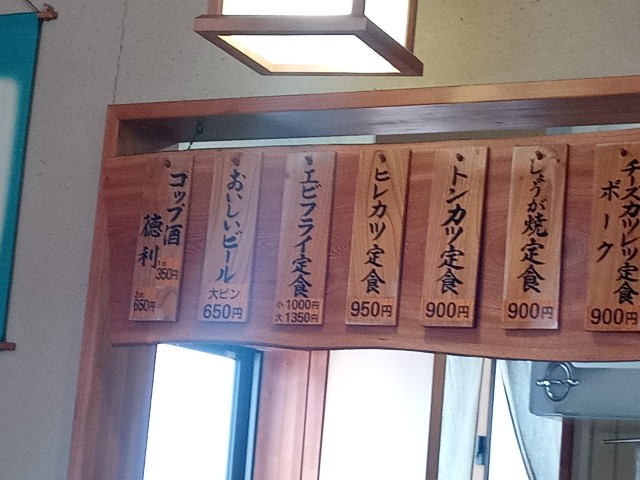 コップ酒
徳利
1合
350円
2合
650円
おいしいビール
大ビン
650円
エビフライ定食
小1000円
大1350円
ヒレカツ定食
950円
トンカツ定食
900円
しょうが焼定食
900円
チーズカツレツ定食
ポーク
900円